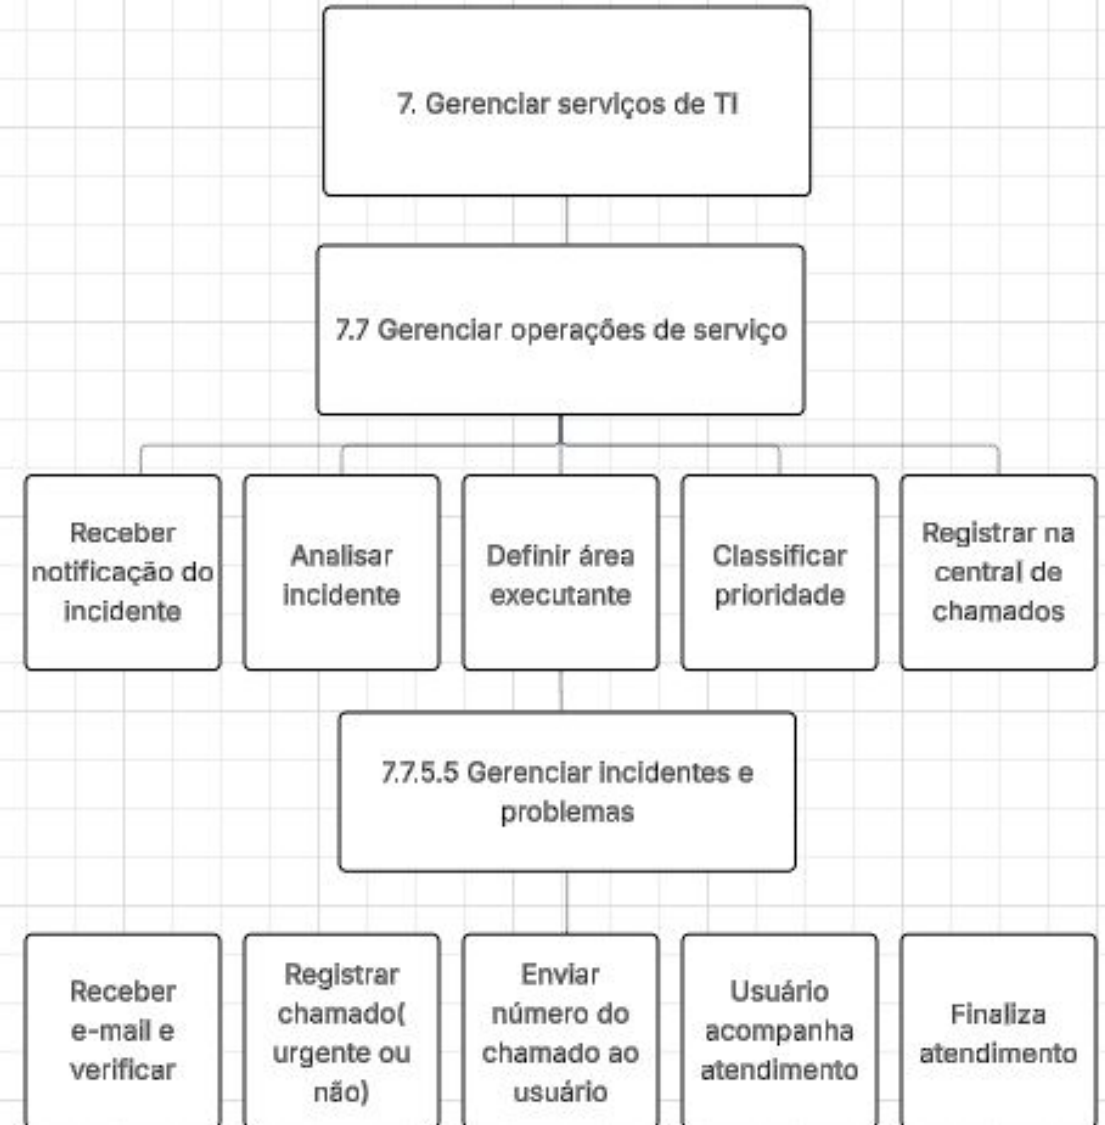 7. Gerenciar serviços de TI
7.7 Gerenciar operações de serviço
Receber
notificação do
incidente
Analisar
incidente
Definir área
executante
Classificar
prioridade
Registrar na
central de
chamados
7.7.5.5 Gerenciar incidentes e
problemas
Receber
e-mail e
verificar
Registrar
chamado(
urgente ou
não)
Enviar
número do
chamado ao
usuário
Usuário
acompanha
atendimento
Finaliza
atendimento